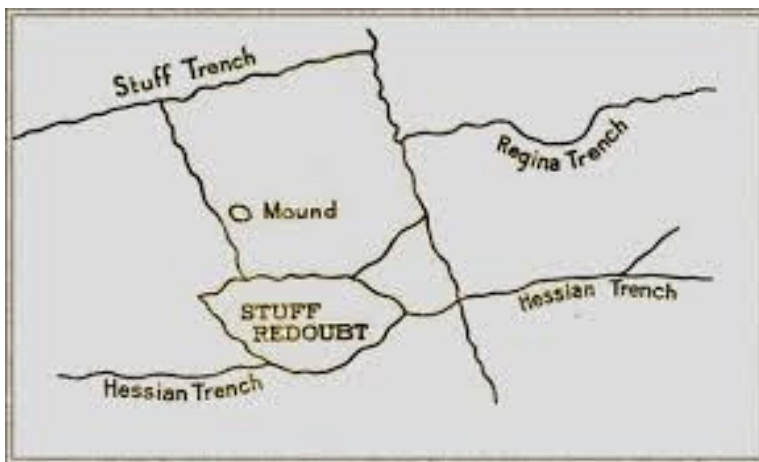 Stuff Trench
Regina Trench
Mound
Hessian Trench
STUFF
REDOUBT
Hessian Trench